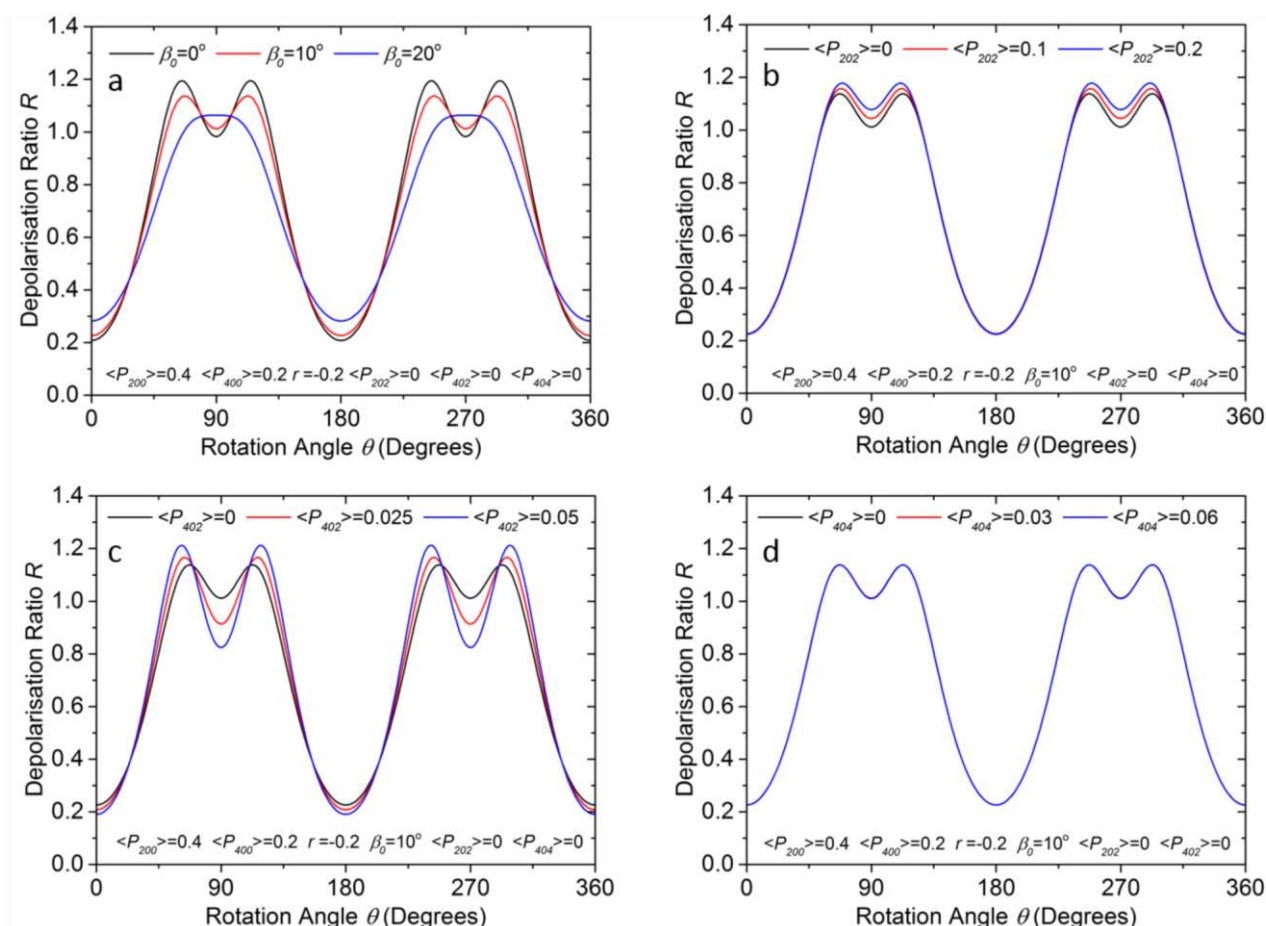 a
β₀=0° β₀=10° β₀=20°
Depolarisation Ratio R
1.4
1.2
1.0
0.8
0.6
0.4
0.2
0.0
<P₂₀₀>=0.4 <P₄₀₀>=0.2 r=-0.2 <P₂₀₂>=0 <P₄₀₂>=0 <P₄₀₄>=0
0 90 180 270 360
Rotation Angle θ (Degrees)
b
<P₂₀₂>=0 <P₂₀₂>=0.1 <P₂₀₂>=0.2
Depolarisation Ratio R
1.4
1.2
1.0
0.8
0.6
0.4
0.2
0.0
<P₂₀₀>=0.4 <P₄₀₀>=0.2 r=-0.2 β₀=10° <P₄₀₂>=0 <P₄₀₄>=0
0 90 180 270 360
Rotation Angle θ (Degrees)
c
<P₄₀₂>=0 <P₄₀₂>=0.025 <P₄₀₂>=0.05
Depolarisation Ratio R
1.4
1.2
1.0
0.8
0.6
0.4
0.2
0.0
<P₂₀₀>=0.4 <P₄₀₀>=0.2 r=-0.2 β₀=10° <P₂₀₂>=0 <P₄₀₄>=0
0 90 180 270 360
Rotation Angle θ (Degrees)
d
<P₄₀₄>=0 <P₄₀₄>=0.03 <P₄₀₄>=0.06
Depolarisation Ratio R
1.4
1.2
1.0
0.8
0.6
0.4
0.2
0.0
<P₂₀₀>=0.4 <P₄₀₀>=0.2 r=-0.2 β₀=10° <P₂₀₂>=0 <P₄₀₂>=0
0 90 180 270 360
Rotation Angle θ (Degrees)